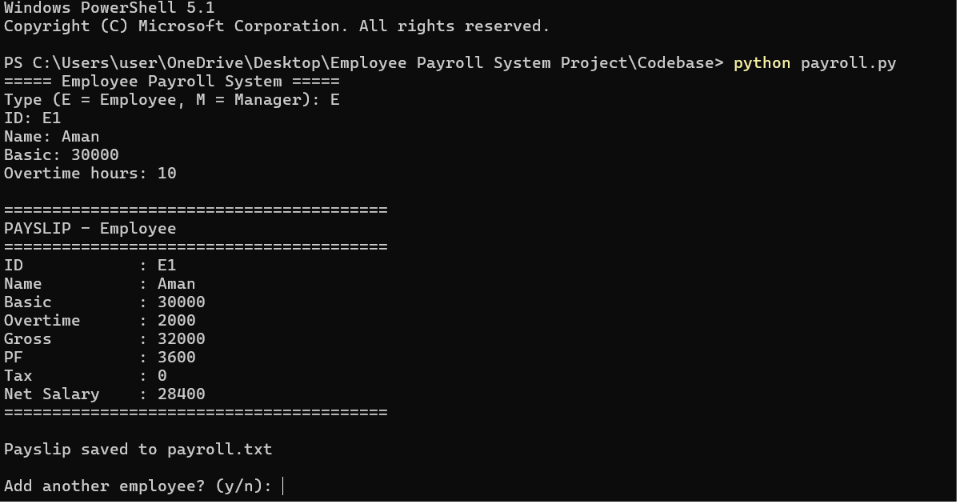 Windows PowerShell 5.1
Copyright (C) Microsoft Corporation. All rights reserved.
PS C:\Users\user\OneDrive\Desktop\Employee Payroll System Project\Codebase> python payroll.py
===== Employee Payroll System =====
Type (E = Employee, M = Manager): E
ID: E1
Name: Aman
Basic: 30000
Overtime hours: 10
========================================
PAYSLIP - Employee
========================================
ID            : E1
Name          : Aman
Basic         : 30000
Overtime      : 2000
Gross         : 32000
PF            : 3600
Tax           : 0
Net Salary    : 28400
========================================
Payslip saved to payroll.txt
Add another employee? (y/n):